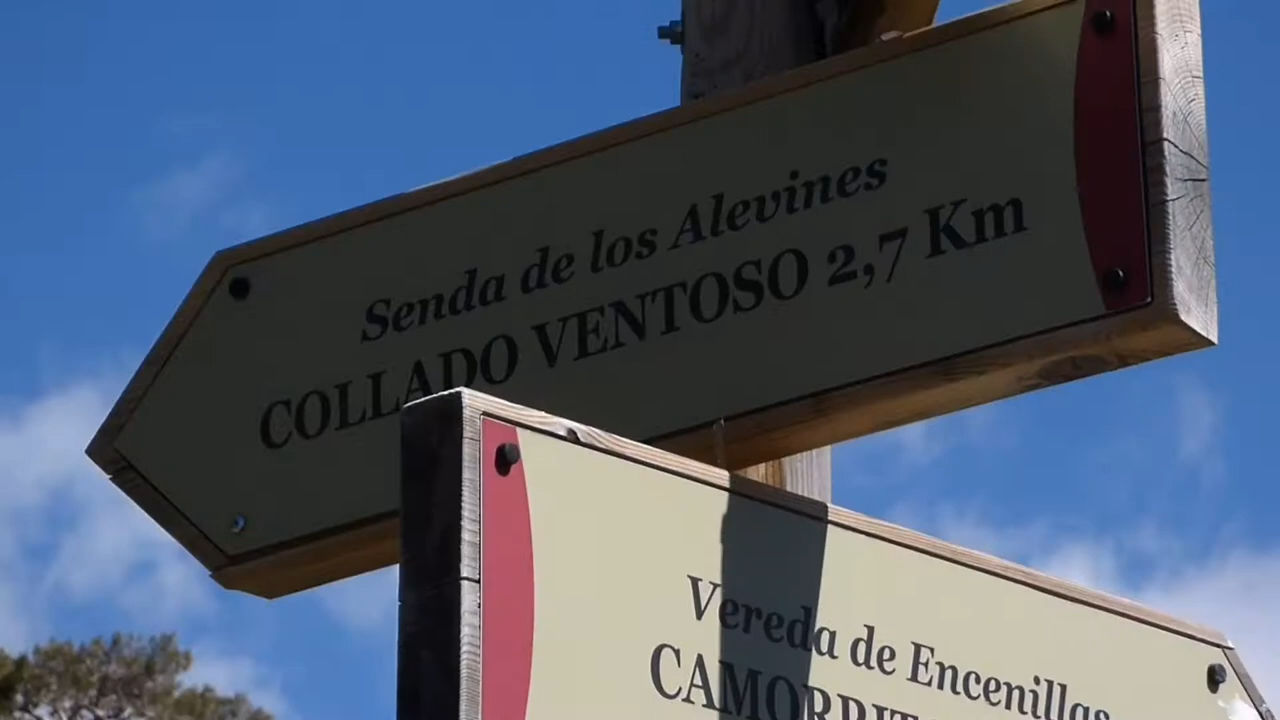 Senda de los Alevines
COLLADO VENTOSO 2,7 Km
Vereda de Encenillas